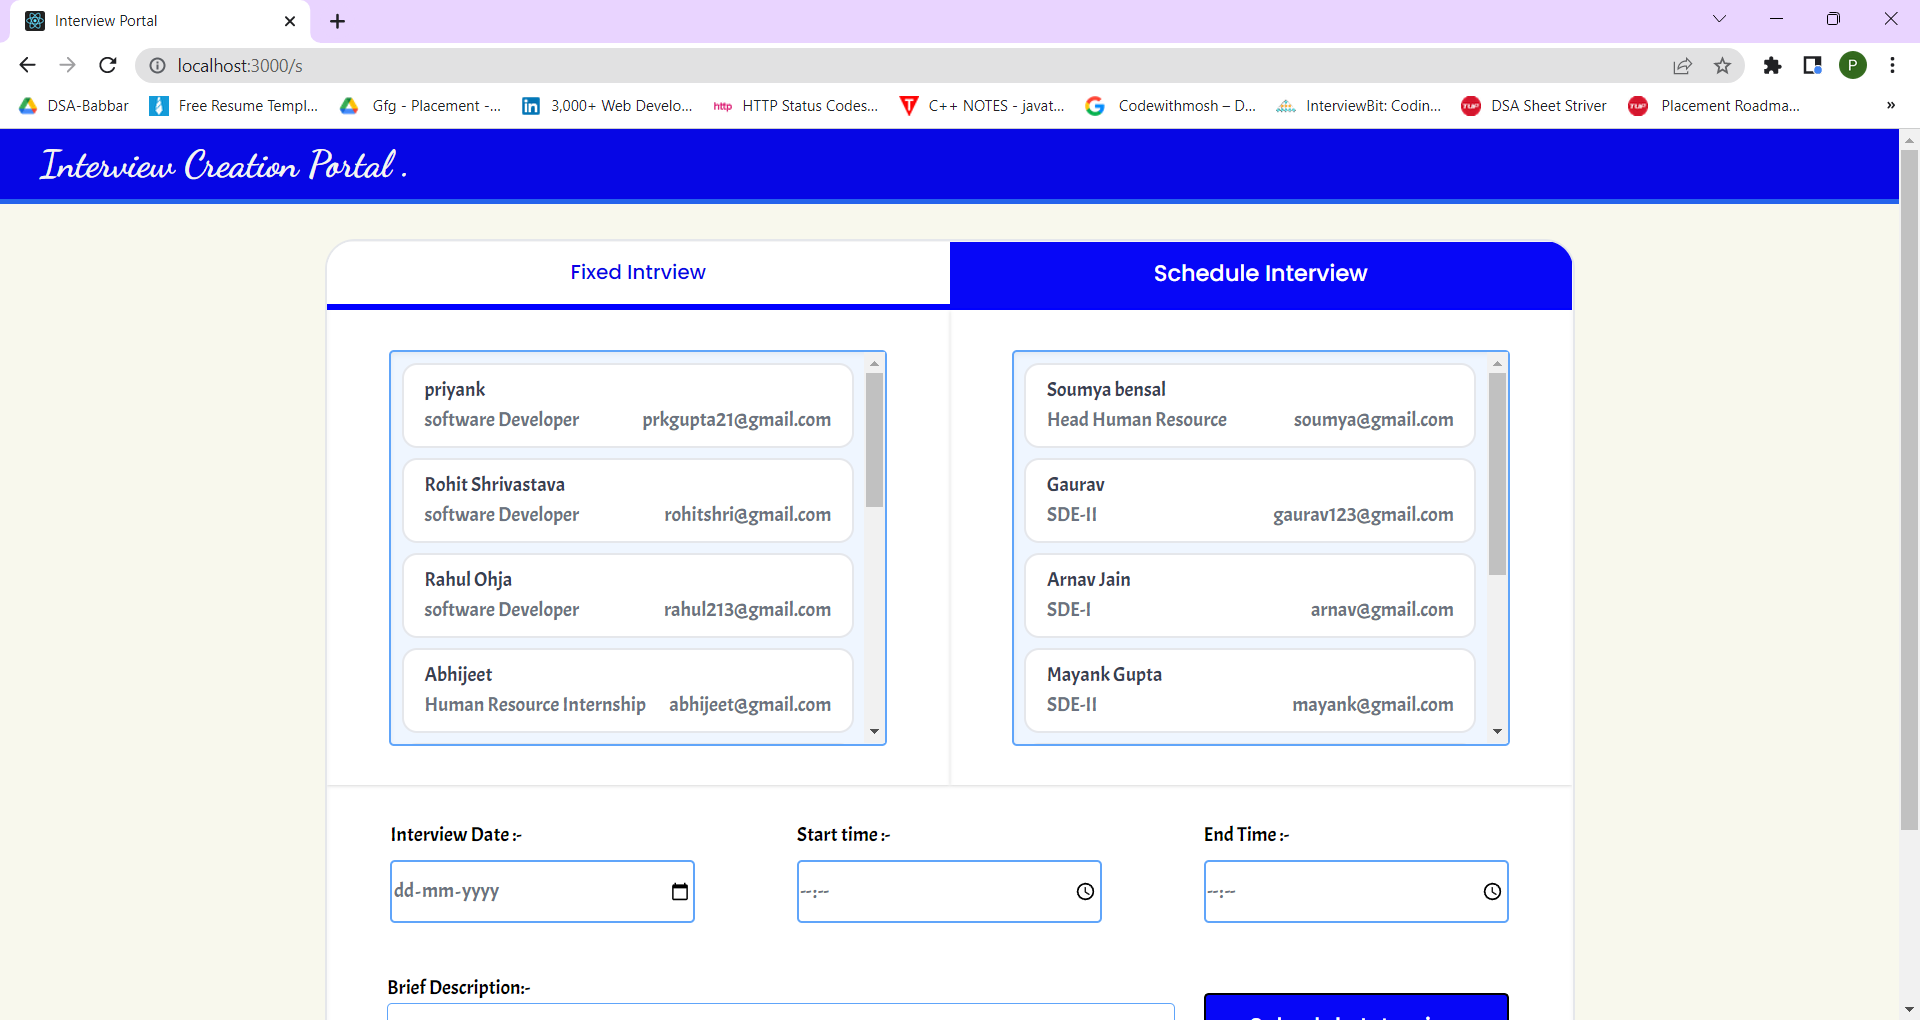 Interview Portal
localhost:3000/s
P
DSA-Babbar
Free Resume Templ...
Gfg - Placement -...
3,000+ Web Develo...
http HTTP Status Codes...
C++ NOTES - javat...
Codewithmosh – D...
InterviewBit: Codin...
TUF DSA Sheet Striver
TUF Placement Roadma...
»
Interview Creation Portal .
Fixed Intrview
Schedule Interview
priyank
software Developer prkgupta21@gmail.com
Rohit Shrivastava
software Developer rohitshri@gmail.com
Rahul Ohja
software Developer rahul213@gmail.com
Abhijeet
Human Resource Internship abhijeet@gmail.com
Soumya bensal
Head Human Resource soumya@gmail.com
Gaurav
SDE-II gaurav123@gmail.com
Arnav Jain
SDE-I arnav@gmail.com
Mayank Gupta
SDE-II mayank@gmail.com
Interview Date :-
Start time :-
End Time :-
dd-mm-yyyy
--:--
--:--
Brief Description:-